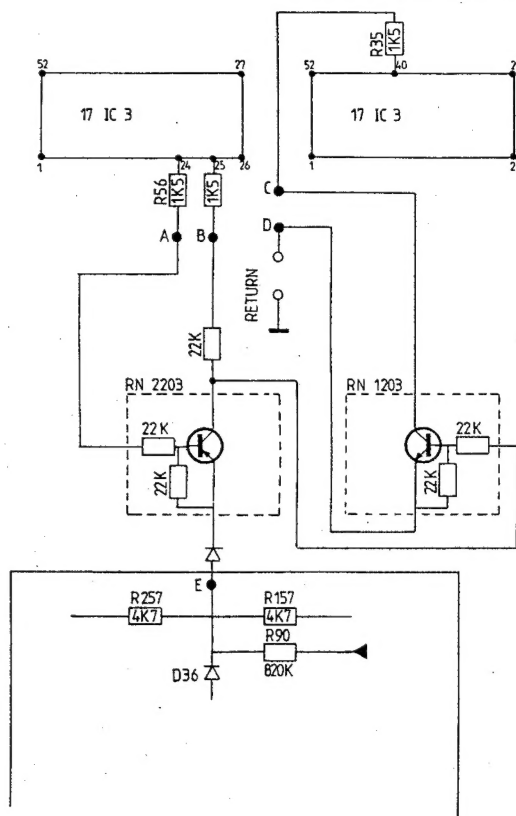 R35
1K5
52
27
52
40
2
17 IC 3
17 IC 3
1
24
25
26
1
2
R56
1K5
1K5
C
A
B
D
RETURN
22K
RN 2203
RN 1203
22K
22K
22K
22K
E
R257
4K7
R157
4K7
R90
820K
D36